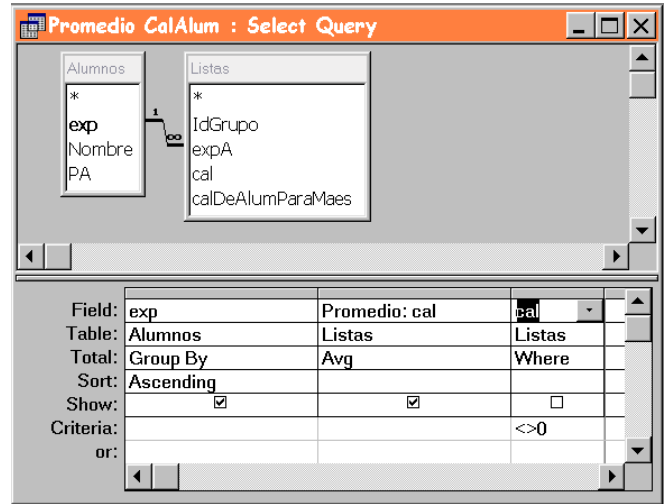 Promedio CalAlum : Select Query
Alumnos
*
exp
Nombre
PA
1
∞
Listas
*
IdGrupo
expA
cal
calDeAlumParaMaes
Field: exp Promedio: cal cal
Table: Alumnos Listas Listas
Total: Group By Avg Where
Sort: Ascending
Show:
Criteria: <>0
or: